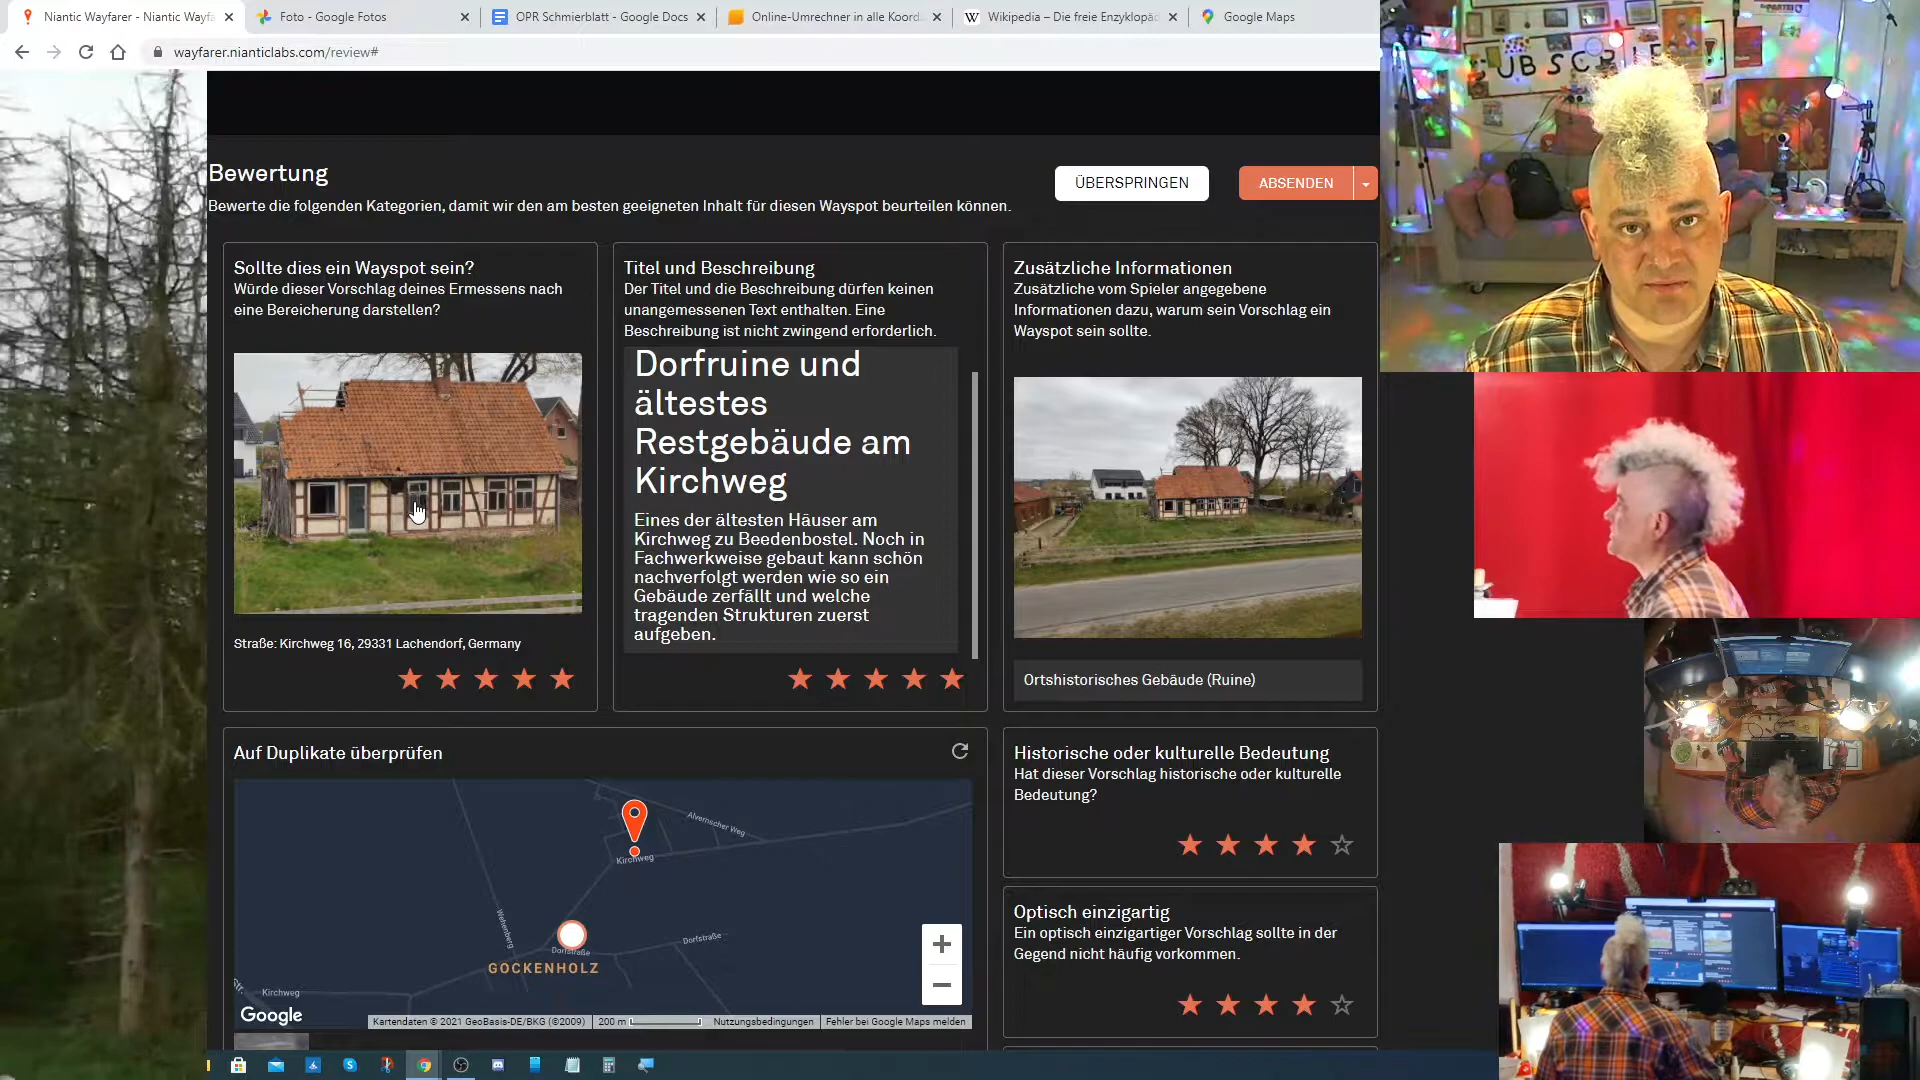 Niantic Wayfarer - Niantic Wayfa
Foto - Google Fotos
OPR Schmierblatt - Google Docs
Online-Umrechner in alle Koord
Wikipedia – Die freie Enzyklopäd
Google Maps
wayfarer.nianticlabs.com/review#
Bewertung
Bewerte die folgenden Kategorien, damit wir den am besten geeigneten Inhalt für diesen Wayspot beurteilen können.
ÜBERSPRINGEN
ABSENDEN
Sollte dies ein Wayspot sein?
Würde dieser Vorschlag deines Ermessens nach
eine Bereicherung darstellen?
Straße: Kirchweg 16, 29331 Lachendorf, Germany
Titel und Beschreibung
Der Titel und die Beschreibung dürfen keinen
unangemessenen Text enthalten. Eine
Beschreibung ist nicht zwingend erforderlich.
Dorfruine und
ältestes
Restgebäude am
Kirchweg
Eines der ältesten Häuser am
Kirchweg zu Beedenbostel. Noch in
Fachwerkweise gebaut kann schön
nachverfolgt werden wie so ein
Gebäude zerfällt und welche
tragenden Strukturen zuerst
aufgeben.
Zusätzliche Informationen
Zusätzliche vom Spieler angegebene
Informationen dazu, warum sein Vorschlag ein
Wayspot sein sollte.
Ortshistorisches Gebäude (Ruine)
Auf Duplikate überprüfen
Alvernscher Weg
Kirchweg
Wehenberg
Dorfstraße
Dorfstraße
GOCKENHOLZ
Kirchweg
Str.
Google
Kartendaten © 2021 GeoBasis-DE/BKG (©2009)
200 m
Nutzungsbedingungen
Fehler bei Google Maps melden
Historische oder kulturelle Bedeutung
Hat dieser Vorschlag historische oder kulturelle
Bedeutung?
Optisch einzigartig
Ein optisch einzigartiger Vorschlag sollte in der
Gegend nicht häufig vorkommen.